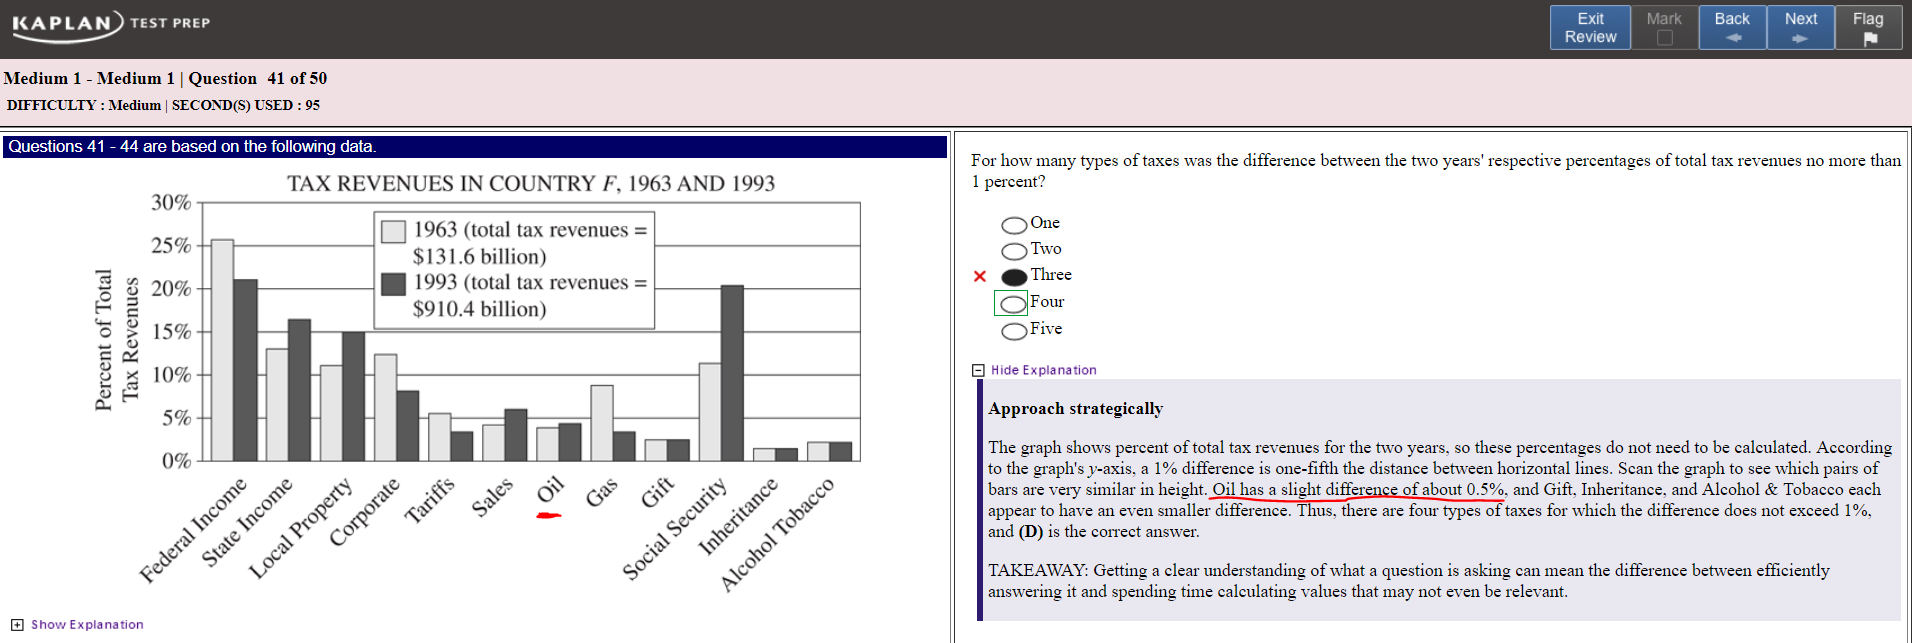 KAPLAN TEST PREP
Exit Review
Mark
Back
Next
Flag
Medium 1 - Medium 1 | Question 41 of 50
DIFFICULTY : Medium | SECOND(S) USED : 95
Questions 41 - 44 are based on the following data.
TAX REVENUES IN COUNTRY F, 1963 AND 1993
Percent of Total
Tax Revenues
30%
25%
20%
15%
10%
5%
0%
1963 (total tax revenues =
$131.6 billion)
1993 (total tax revenues =
$910.4 billion)
Federal Income
State Income
Local Property
Corporate
Tariffs
Sales
Oil
Gas
Gift
Social Security
Inheritance
Alcohol Tobacco
Show Explanation
For how many types of taxes was the difference between the two years' respective percentages of total tax revenues no more than
1 percent?
One
Two
Three
Four
Five
Hide Explanation
Approach strategically
The graph shows percent of total tax revenues for the two years, so these percentages do not need to be calculated. According
to the graph's y-axis, a 1% difference is one-fifth the distance between horizontal lines. Scan the graph to see which pairs of
bars are very similar in height. Oil has a slight difference of about 0.5%, and Gift, Inheritance, and Alcohol & Tobacco each
appear to have an even smaller difference. Thus, there are four types of taxes for which the difference does not exceed 1%,
and (D) is the correct answer.
TAKEAWAY: Getting a clear understanding of what a question is asking can mean the difference between efficiently
answering it and spending time calculating values that may not even be relevant.